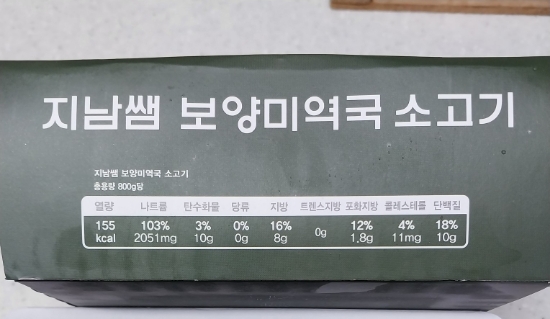 지남쌤 보양미역국 소고기
지남쌤 보양미역국 소고기
총용량 800g당
열량 나트륨 탄수화물 당류 지방 트랜스지방 포화지방 콜레스테롤 단백질
155 103% 3% 0% 16% 0g 12% 4% 18%
kcal 2051mg 10g 0g 8g 1.8g 11mg 10g